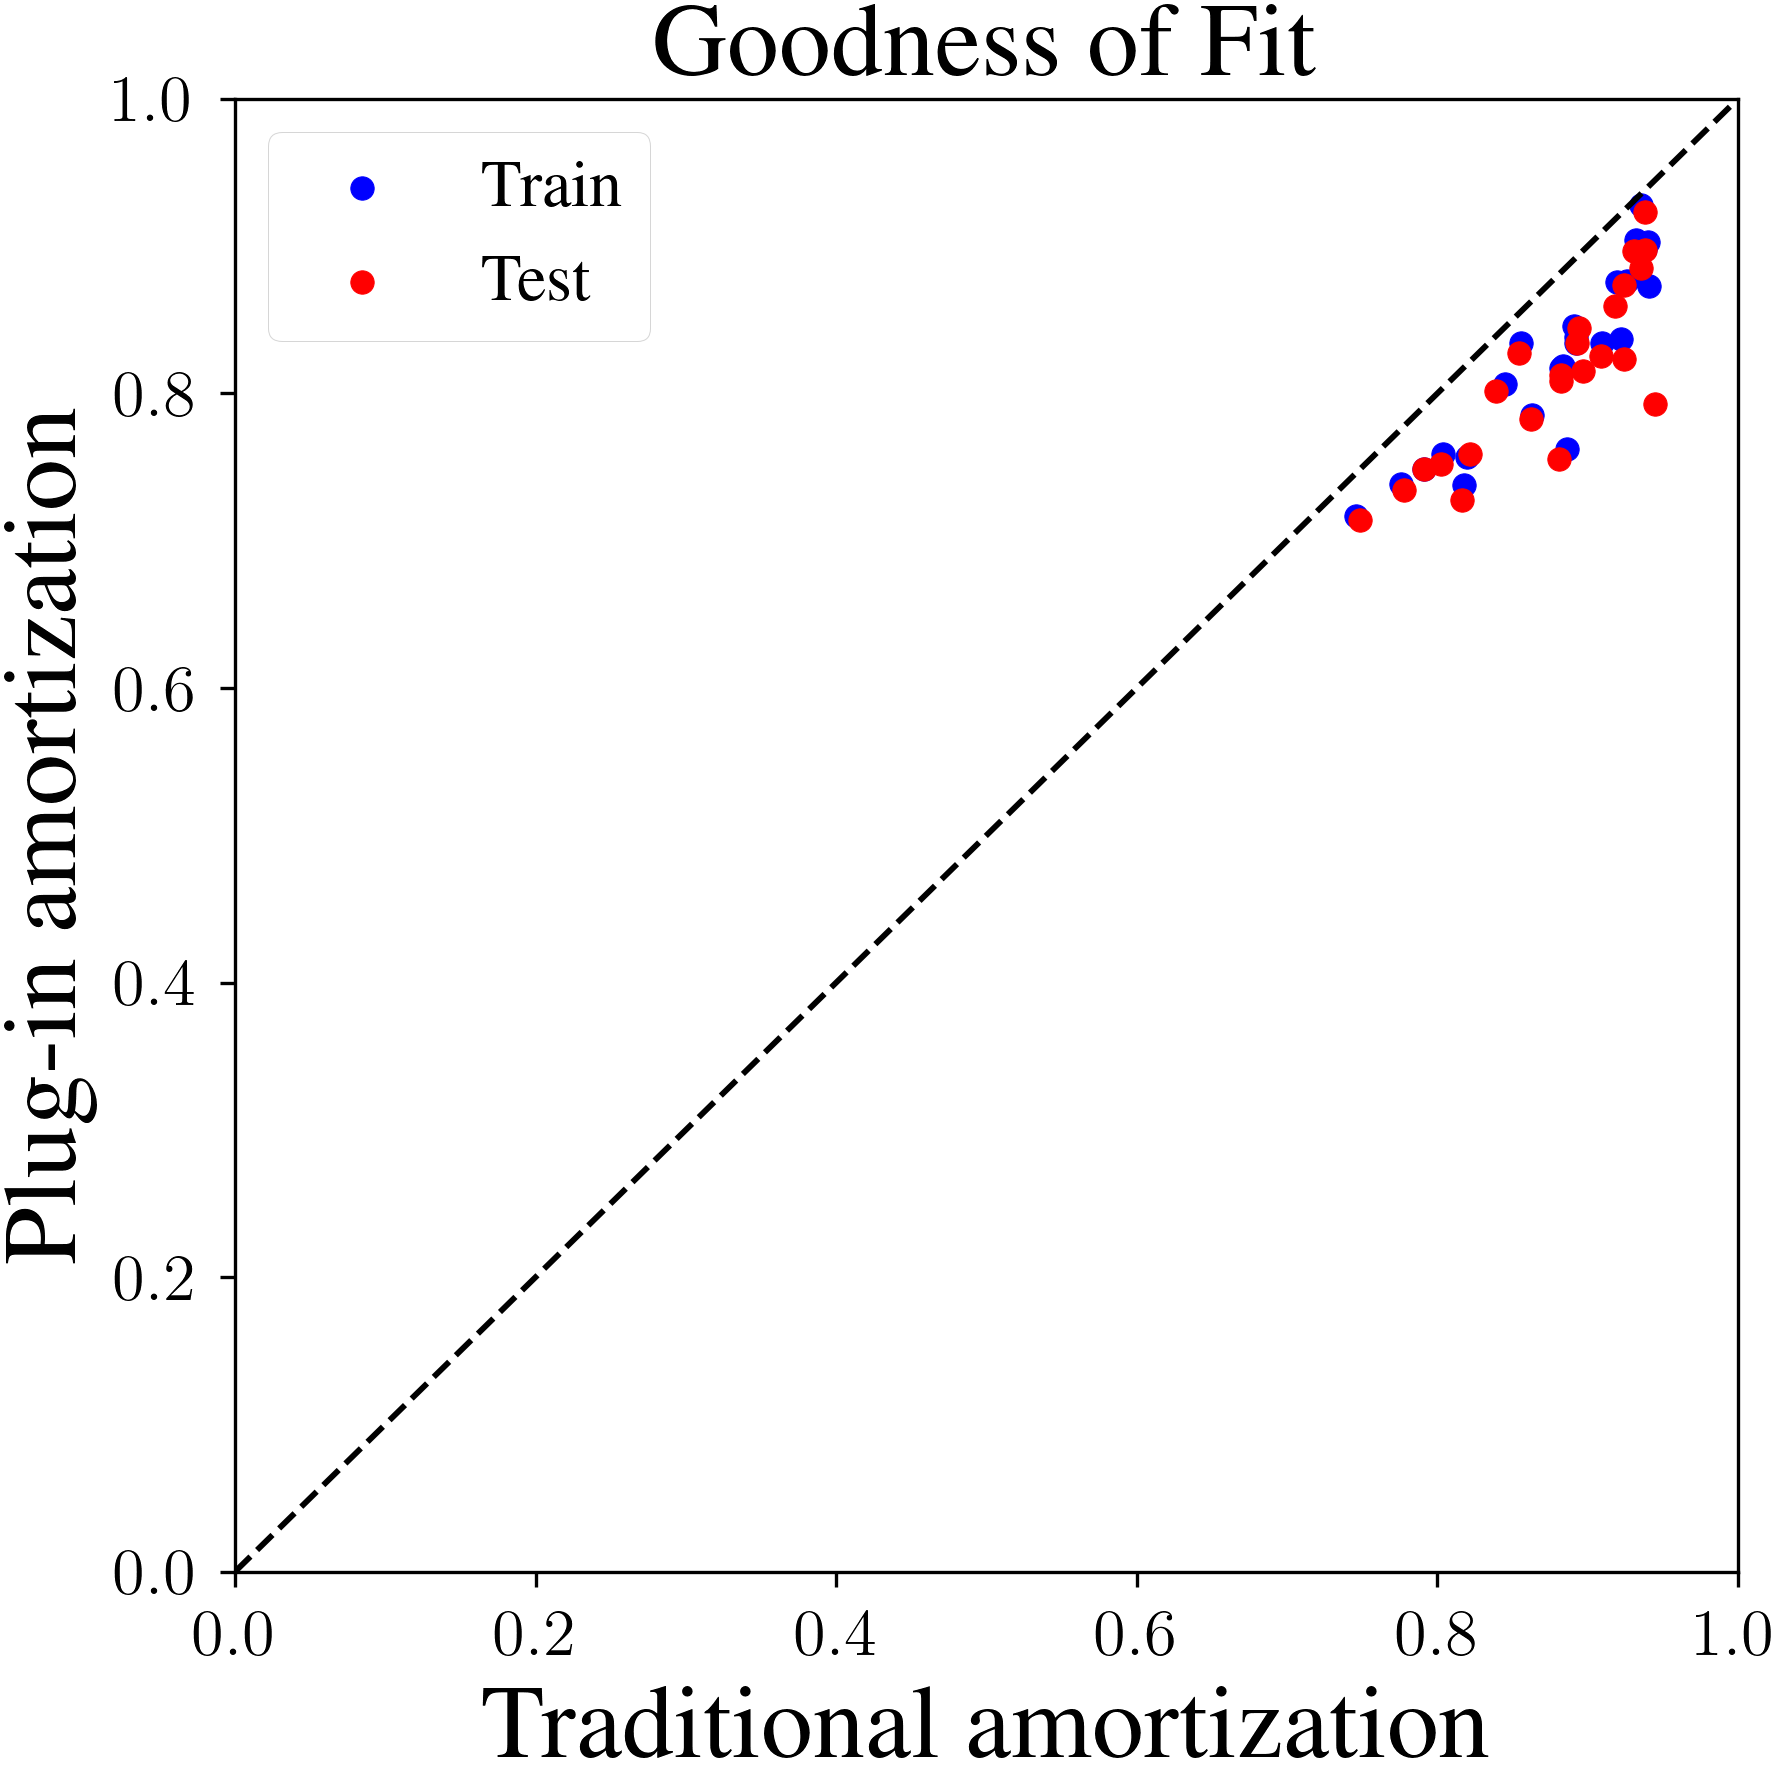 Goodness of Fit
Train
Test
Plug-in amortization
1.0
0.8
0.6
0.4
0.2
0.0
0.0 0.2 0.4 0.6 0.8 1.0
Traditional amortization